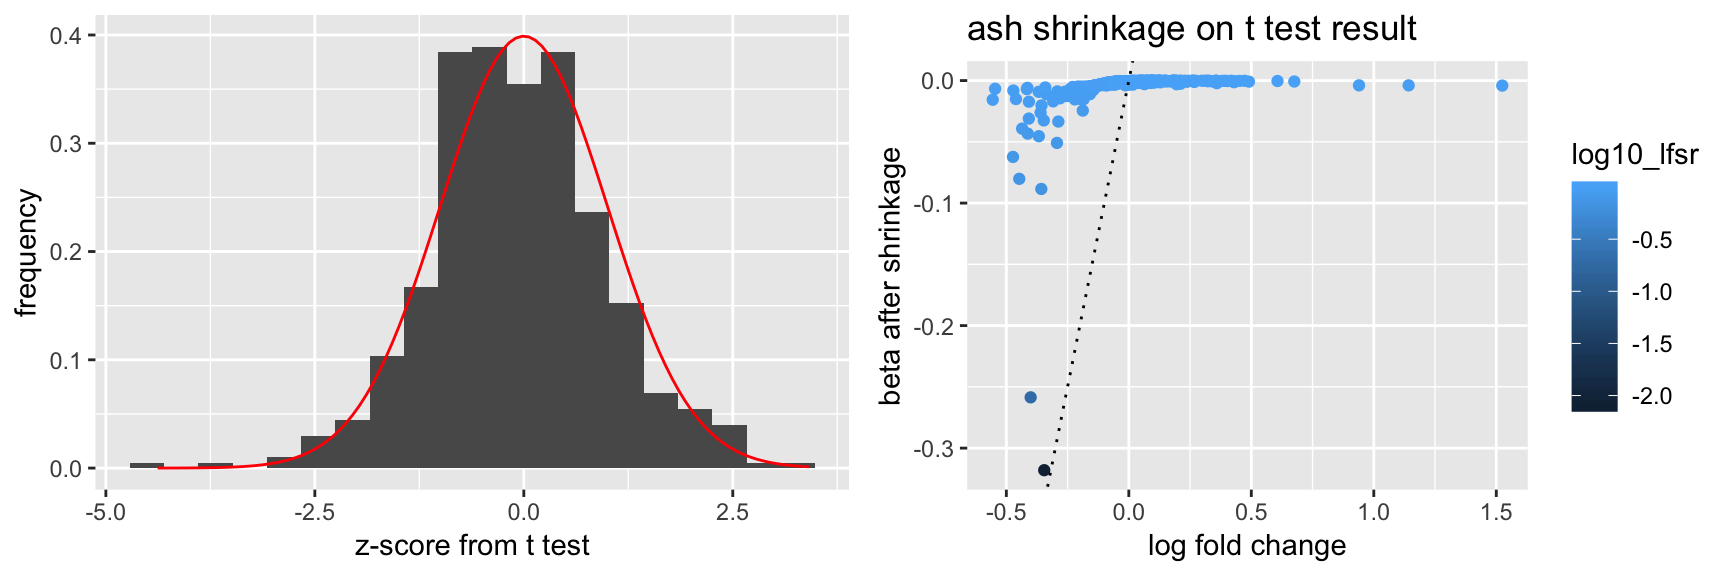 0.4
0.3
0.2
0.1
0.0
frequency
-5.0 -2.5 0.0 2.5
z-score from t test
ash shrinkage on t test result
0.0
-0.1
-0.2
-0.3
beta after shrinkage
-0.5 0.0 0.5 1.0 1.5
log fold change
log10_lfsr
-0.5
-1.0
-1.5
-2.0